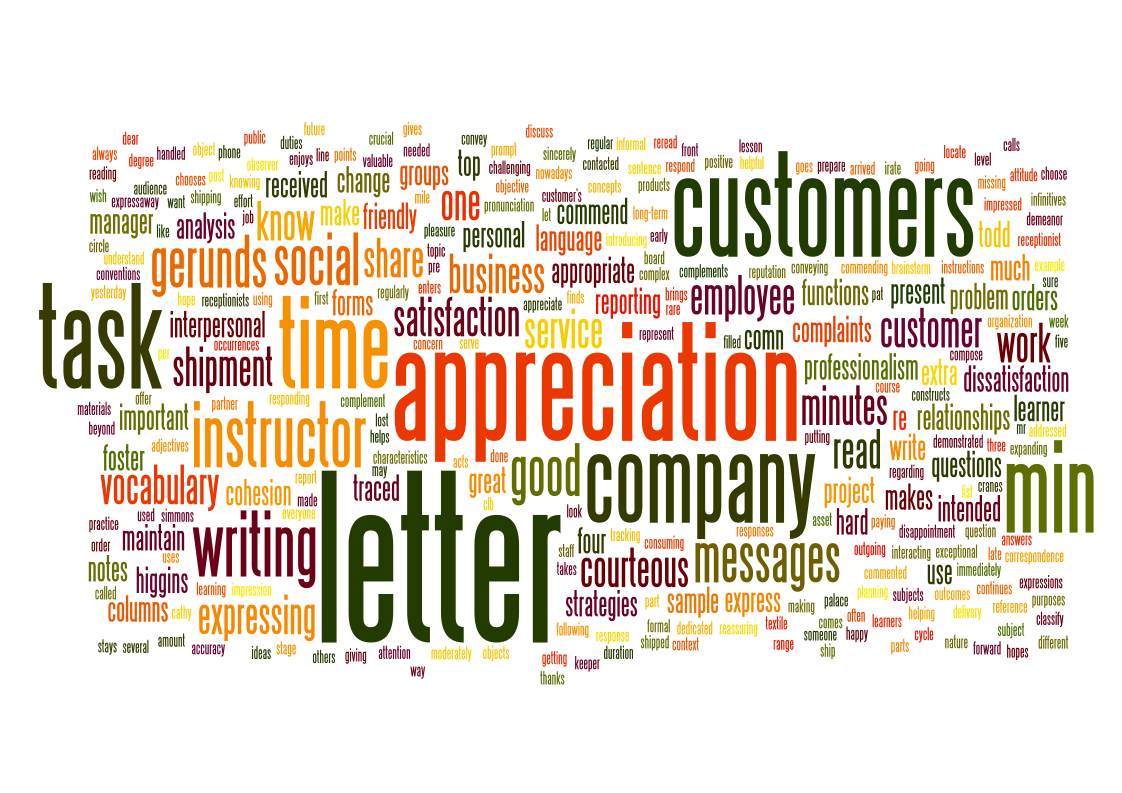 future
gives
dear
public
duties
crucial
convey
discuss
always
degree
handled
object
phone
enjoys
line
points
valuable
needed
top
prompt
challenging
sincerely
regular
informal
reread
front
lesson
calls
locate
level
reading
chooses
post
knowing
observer
received
change
groups
objective
nowadays
contacted
sentence
respond
positive
helpful
goes
prepare
arrived
irate
going
missing
attitude
choose
wish
audience
expressaway
want
shipping
effort
job
know
make
friendly
mile
one
pronunciation
customer's
concepts
products
let
commend
long-term
customers
impressed
infinitives
demeanor
manager
like
analysis
pleasure
personal
language
introducing
early
todd
receptionist
circle
understand
conventions
gerunds
social
share
topic
pre
business
appropriate
board
complex
complements
reputation
conveying
commending
brainstorm
instructions
much
example
sure
yesterday
hope
receptionists
using
first
forms
regularly
enters
appreciate
finds
reporting
brings
rare
employee
functions
pat
present
problem
orders
task
interpersonal
occurrences
time
satisfaction
concern
serve
service
represent
filled
comn
complaints
customer
organization
week
five
per
shipment
appreciation
professionalism
extra
compose
work
dissatisfaction
offer
partner
responding
complement
minutes
course
constructs
materials
beyond
important
instructor
lost
helps
putting
re
relationships
learner
mr
addressed
adjectives
characteristics
read
write
demonstrated
three
expanding
foster
may
acts
done
great
good
company
regarding
questions
min
vocabulary
cohesion
report
made
traced
clb
look
project
makes
cranes
first
intended
practice
used
simmons
everyone
asset
hard
paying
disappointment
question
answers
order
maintain
writing
letter
staff
four
tracking
consuming
responses
outgoing
interacting
exceptional
late
correspondence
notes
uses
higgins
takes
courteous
messages
commented
use
immediately
called
learning
impression
strategies
part
sample
express
planning
subjects
outcomes
continues
expressions
columns
cathy
expressing
making
palace
often
helping
delivery
reference
purposes
classify
following
response
formal
dedicated
reassuring
textile
comes
learners
subject
stays
several
amount
accuracy
ideas
stage
others
giving
attention
moderately
objects
shipped
context
range
someone
happy
cycle
parts
nature
forward
hopes
different
way
getting
keeper
duration
ship
thanks